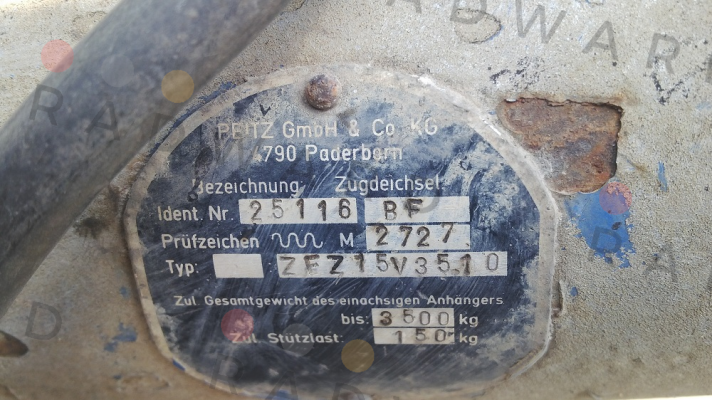 PEITZ GmbH & Co. KG
4790 Paderborn
Bezeichnung Zugdeichsel
Ident. Nr. 25116 BF
Prüfzeichen M 2727
Typ: ZFZ15V3510
Zul. Gesamtgewicht des einachsigen Anhängers
bis: 3500 kg
Zul. Stützlast: 150 kg